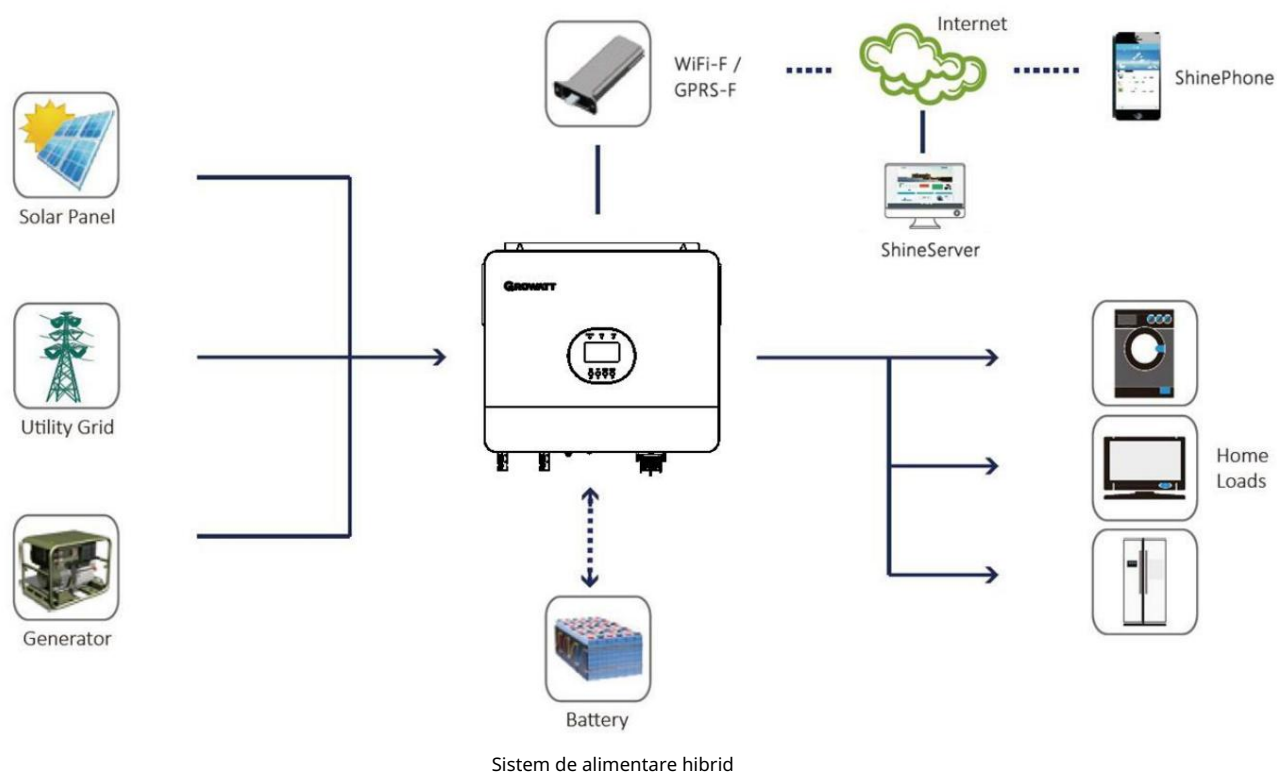 Internet
WiFi-F /
GPRS-F
ShinePhone
Solar Panel
ShineServer
GROWATT
Utility Grid
Home
Loads
Generator
Battery
Sistem de alimentare hibrid